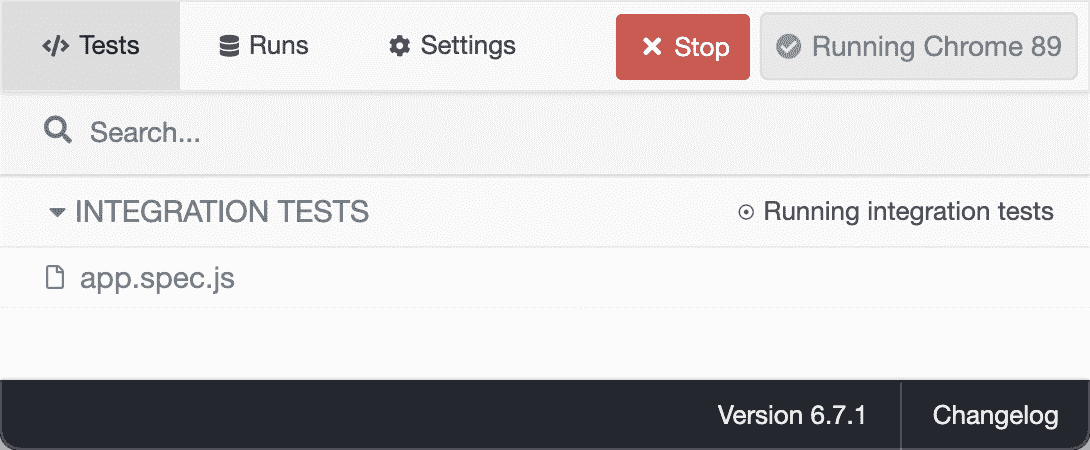 Tests Runs Settings Stop Running Chrome 89
Search...
INTEGRATION TESTS Running integration tests
app.spec.js
Version 6.7.1 Changelog